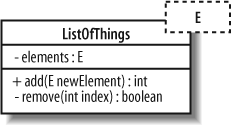 E
ListOfThings
- elements : E
+ add(E newElement) : int
- remove(int index) : boolean